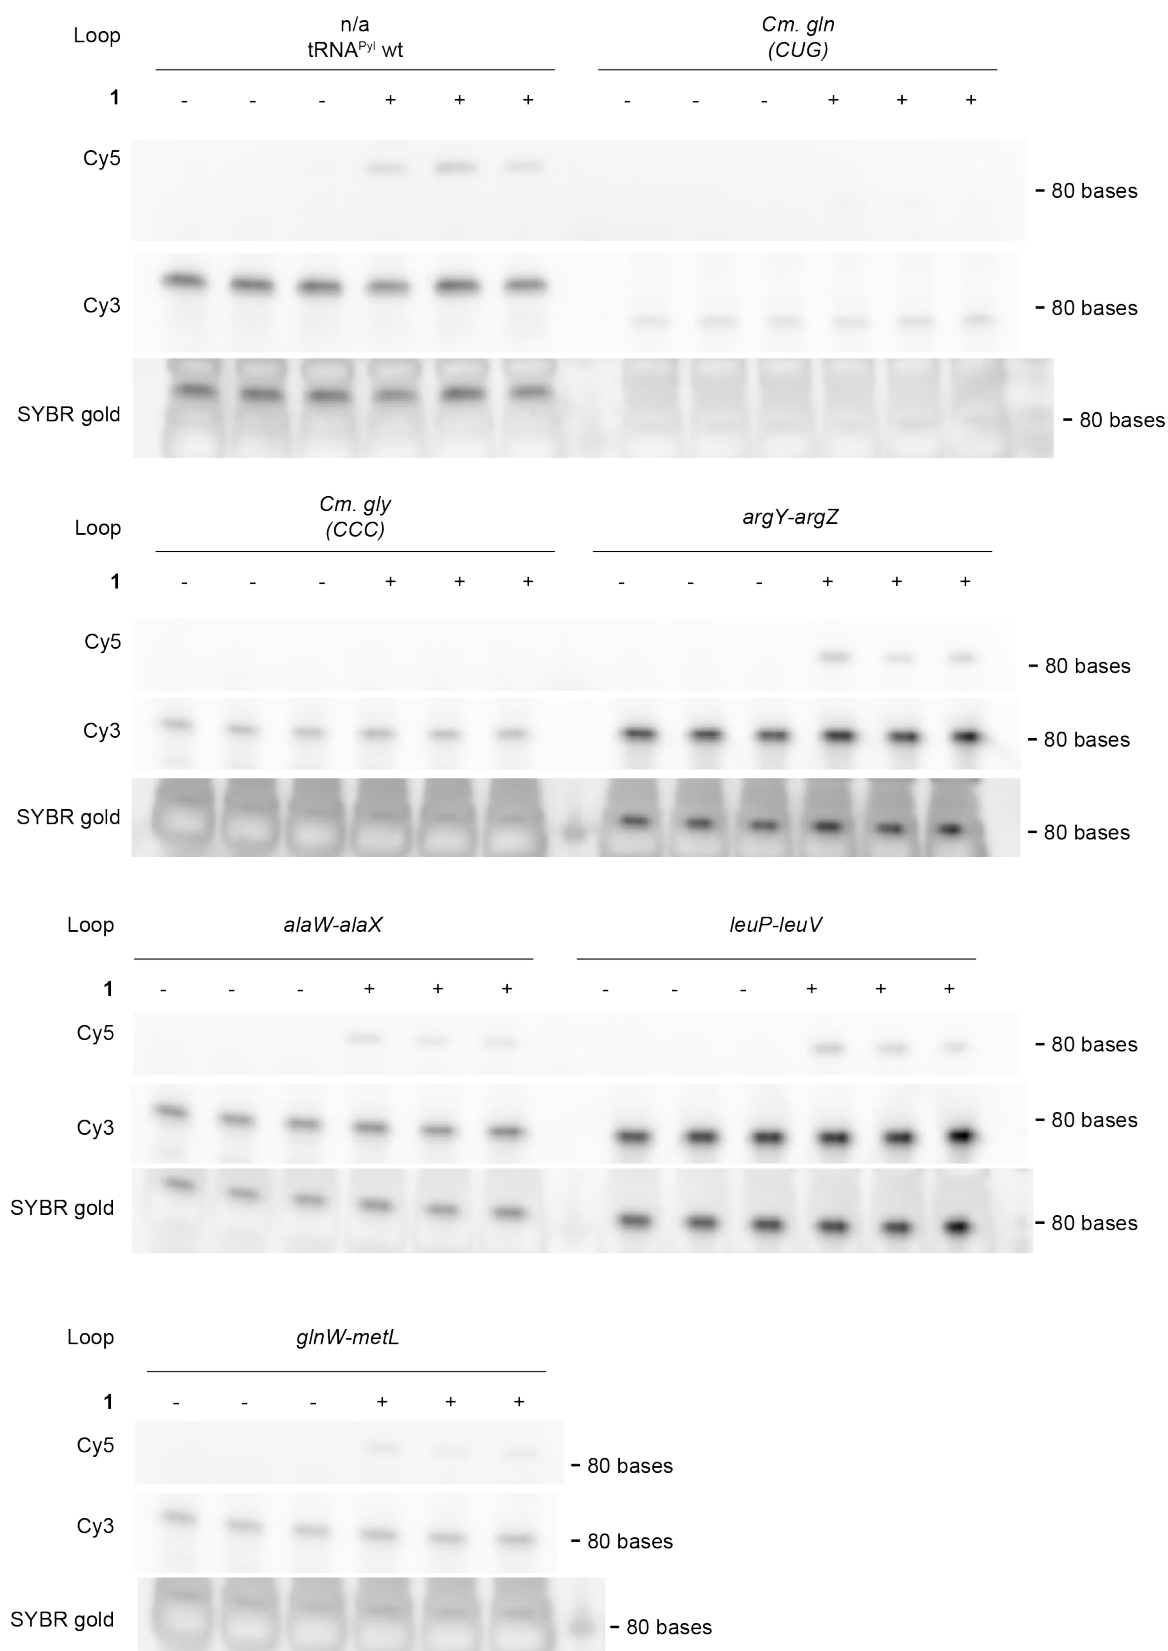 Loop n/a Cm. gln
tRNAPyl wt (CUG)
1 - - - + + + - - - + + +
Cy5 - 80 bases
Cy3 - 80 bases
SYBR gold - 80 bases
Loop Cm. gly argY-argZ
(CCC)
1 - - - + + + - - - + + +
Cy5 - 80 bases
Cy3 - 80 bases
SYBR gold - 80 bases
Loop alaW-alaX leuP-leuV
1 - - - + + + - - - + + +
Cy5 - 80 bases
Cy3 - 80 bases
SYBR gold - 80 bases
Loop glnW-metL
1 - - - + + +
Cy5 - 80 bases
Cy3 - 80 bases
SYBR gold - 80 bases